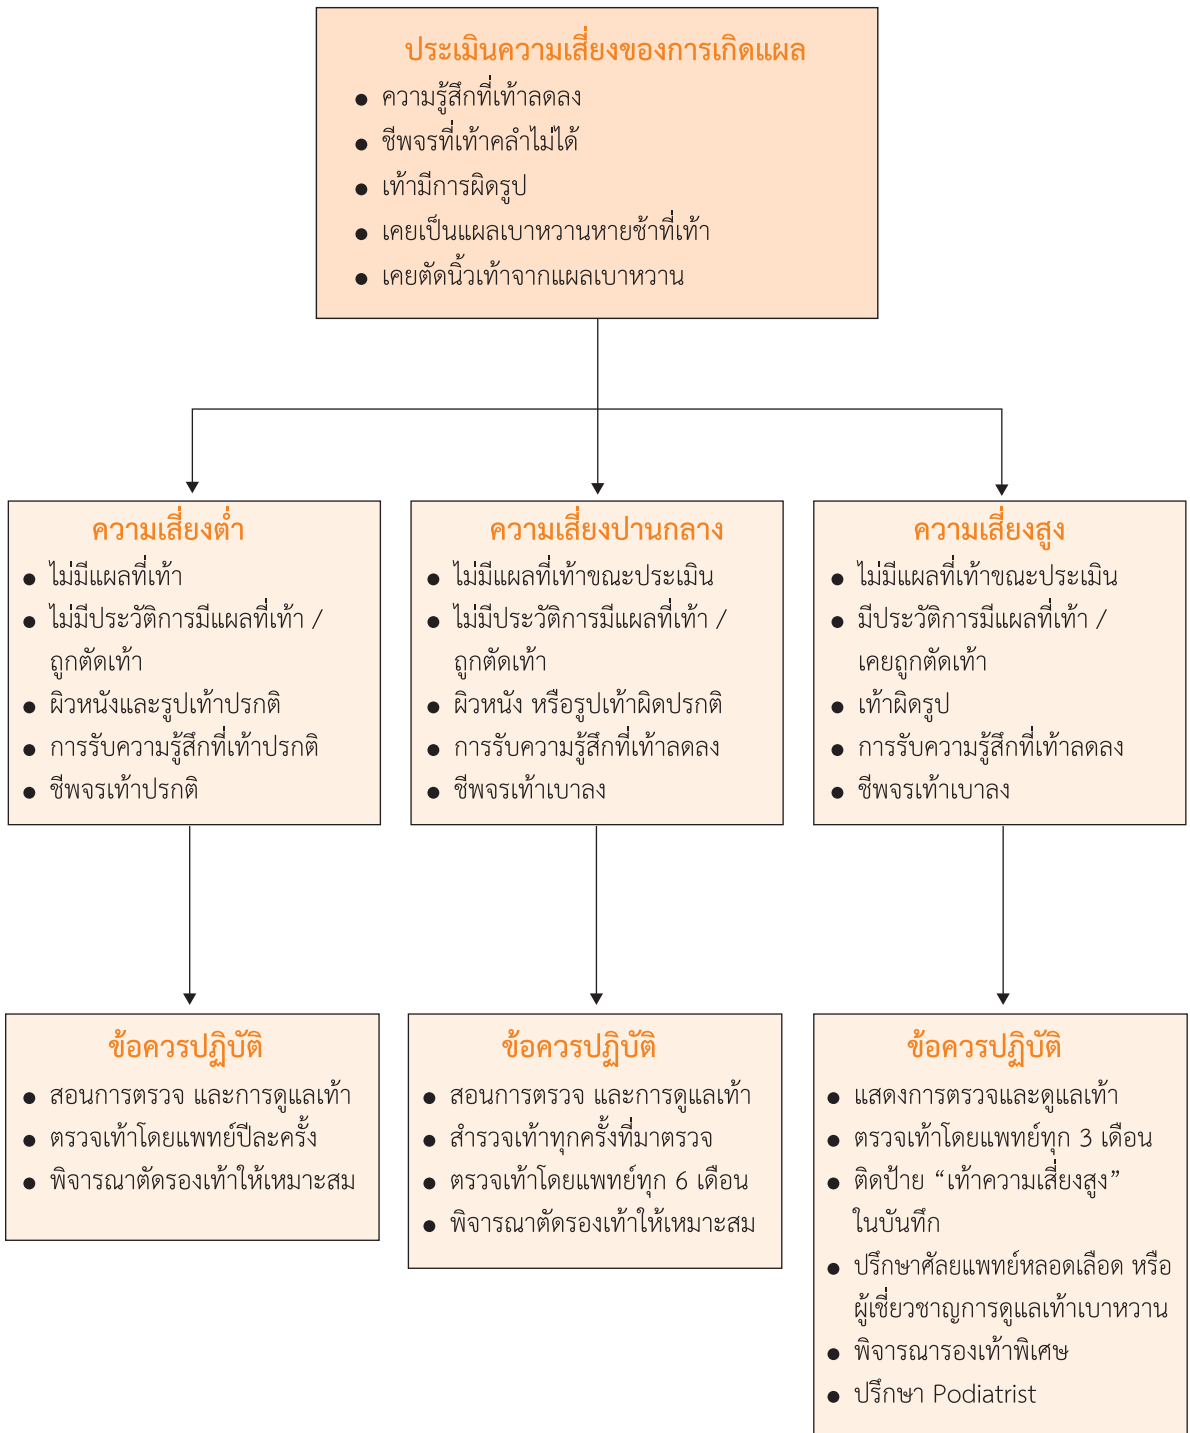 ประเมินความเสี่ยงของการเกิดแผล
● ความรู้สึกที่เท้าลดลง
● ชีพจรที่เท้าคลำไม่ได้
● เท้ามีการผิดรูป
● เคยเป็นแผลเบาหวานหายช้าที่เท้า
● เคยตัดนิ้วเท้าจากแผลเบาหวาน
ความเสี่ยงต่ำ
● ไม่มีแผลที่เท้า
● ไม่มีประวัติการมีแผลที่เท้า /
ถูกตัดเท้า
● ผิวหนังและรูปเท้าปรกติ
● การรับความรู้สึกที่เท้าปรกติ
● ชีพจรเท้าปรกติ
ความเสี่ยงปานกลาง
● ไม่มีแผลที่เท้าขณะประเมิน
● ไม่มีประวัติการมีแผลที่เท้า /
ถูกตัดเท้า
● ผิวหนัง หรือรูปเท้าผิดปรกติ
● การรับความรู้สึกที่เท้าลดลง
● ชีพจรเท้าเบาลง
ความเสี่ยงสูง
● ไม่มีแผลที่เท้าขณะประเมิน
● มีประวัติการมีแผลที่เท้า /
เคยถูกตัดเท้า
● เท้าผิดรูป
● การรับความรู้สึกที่เท้าลดลง
● ชีพจรเท้าเบาลง
ข้อควรปฏิบัติ
● สอนการตรวจ และการดูแลเท้า
● ตรวจเท้าโดยแพทย์ปีละครั้ง
● พิจารณาตัดรองเท้าให้เหมาะสม
ข้อควรปฏิบัติ
● สอนการตรวจ และการดูแลเท้า
● สำรวจเท้าทุกครั้งที่มาตรวจ
● ตรวจเท้าโดยแพทย์ทุก 6 เดือน
● พิจารณาตัดรองเท้าให้เหมาะสม
ข้อควรปฏิบัติ
● แสดงการตรวจและดูแลเท้า
● ตรวจเท้าโดยแพทย์ทุก 3 เดือน
● ติดป้าย “เท้าความเสี่ยงสูง”
ในบันทึก
● ปรึกษาศัลยแพทย์หลอดเลือด หรือ
ผู้เชี่ยวชาญการดูแลเท้าเบาหวาน
● พิจารณารองเท้าพิเศษ
● ปรึกษา Podiatrist